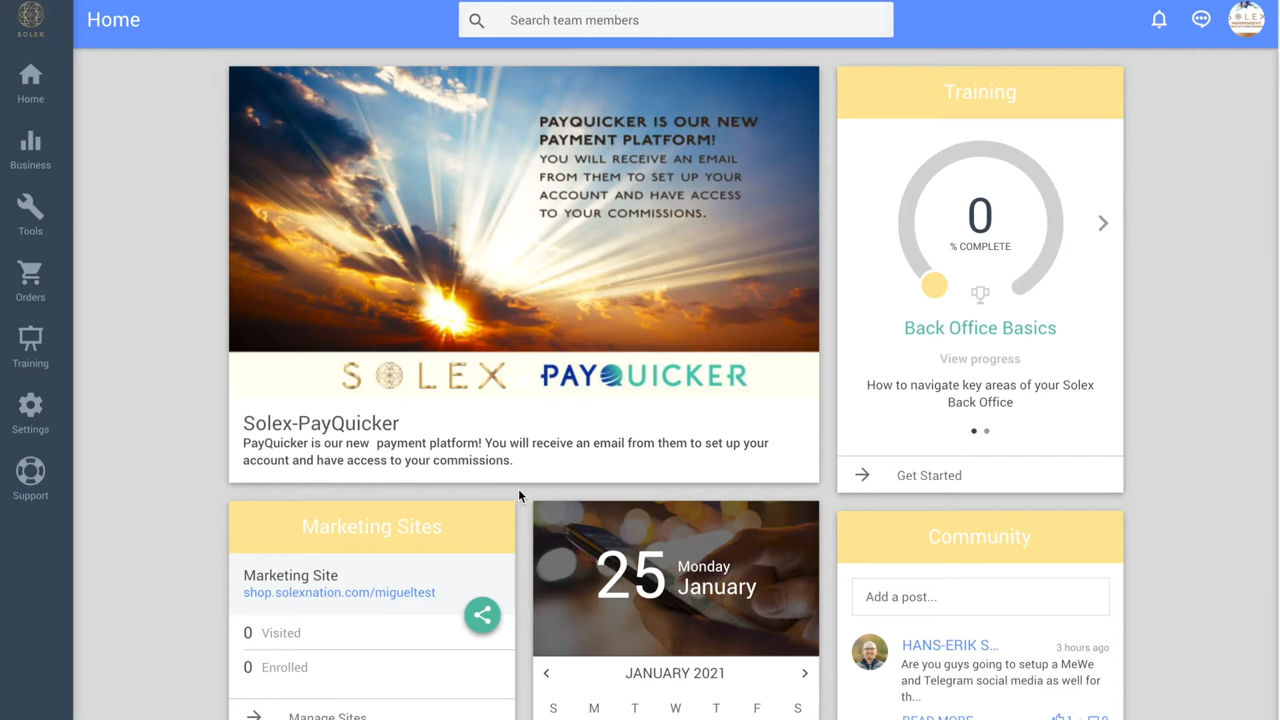 SOLEX
Home
Search team members
Home
Business
Tools
Orders
Training
Settings
Support
PAYQUICKER IS OUR NEW
PAYMENT PLATFORM!
YOU WILL RECEIVE AN EMAIL
FROM THEM TO SET UP YOUR
ACCOUNT AND HAVE ACCESS
TO YOUR COMMISSIONS.
SOLEX PAYQUICKER
Solex-PayQuicker
PayQuicker is our new payment platform! You will receive an email from them to set up your
account and have access to your commissions.
Training
0
% COMPLETE
Back Office Basics
View progress
How to navigate key areas of your Solex
Back Office
Get Started
Marketing Sites
Marketing Site
shop.solexnation.com/migueltest
0 Visited
0 Enrolled
Manage Sites
25 Monday
January
JANUARY 2021
S M T W T F S
Community
Add a post...
HANS-ERIK S...
3 hours ago
Are you guys going to setup a MeWe
and Telegram social media as well for
th...
READ MORE